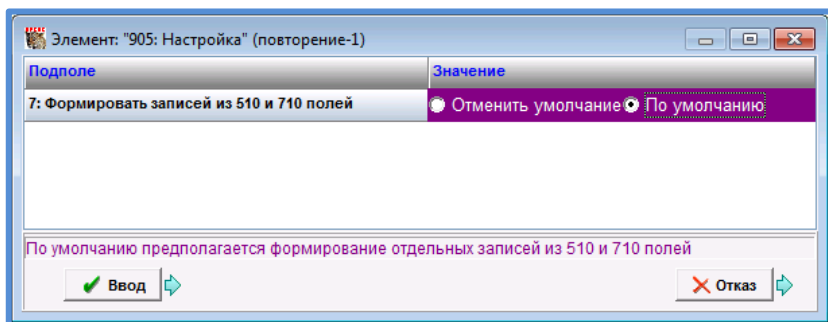 Элемент: "905: Настройка" (повторение-1)
Подполе Значение
7: Формировать записей из 510 и 710 полей Отменить умолчание По умолчанию
По умолчанию предполагается формирование отдельных записей из 510 и 710 полей
Ввод Отказ